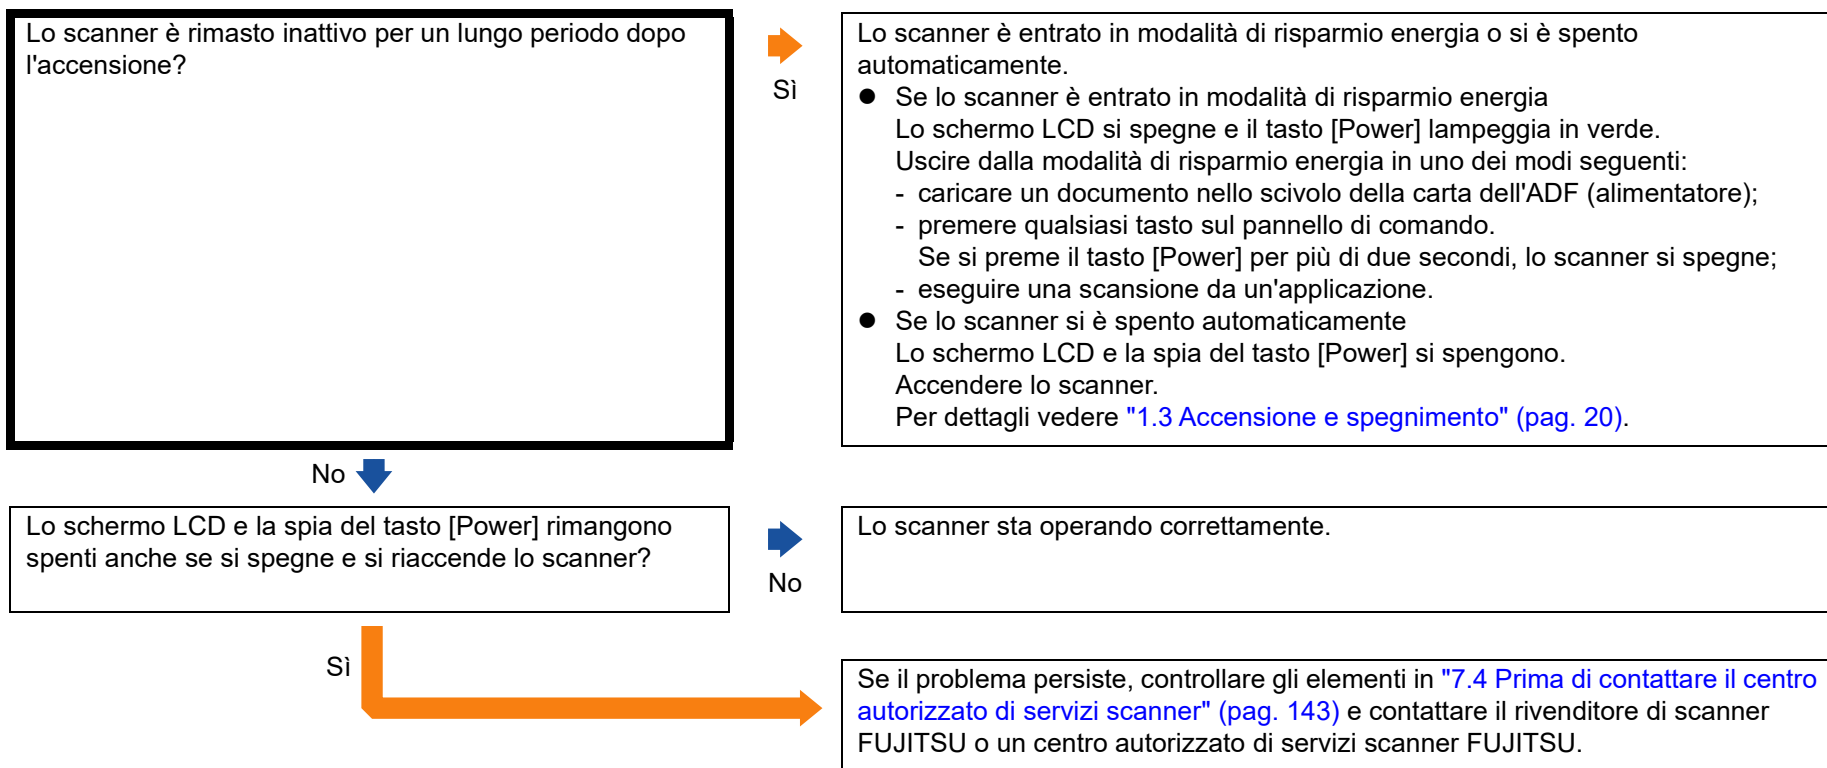 Lo scanner è rimasto inattivo per un lungo periodo dopo
l'accensione?
Sì
Lo scanner è entrato in modalità di risparmio energia o si è spento
automaticamente.
● Se lo scanner è entrato in modalità di risparmio energia
Lo schermo LCD si spegne e il tasto [Power] lampeggia in verde.
Uscire dalla modalità di risparmio energia in uno dei modi seguenti:
- caricare un documento nello scivolo della carta dell'ADF (alimentatore);
- premere qualsiasi tasto sul pannello di comando.
Se si preme il tasto [Power] per più di due secondi, lo scanner si spegne;
- eseguire una scansione da un'applicazione.
● Se lo scanner si è spento automaticamente
Lo schermo LCD e la spia del tasto [Power] si spengono.
Accendere lo scanner.
Per dettagli vedere "1.3 Accensione e spegnimento" (pag. 20).
No
Lo schermo LCD e la spia del tasto [Power] rimangono
spenti anche se si spegne e si riaccende lo scanner?
No
Lo scanner sta operando correttamente.
Sì
Se il problema persiste, controllare gli elementi in "7.4 Prima di contattare il centro
autorizzato di servizi scanner" (pag. 143) e contattare il rivenditore di scanner
FUJITSU o un centro autorizzato di servizi scanner FUJITSU.